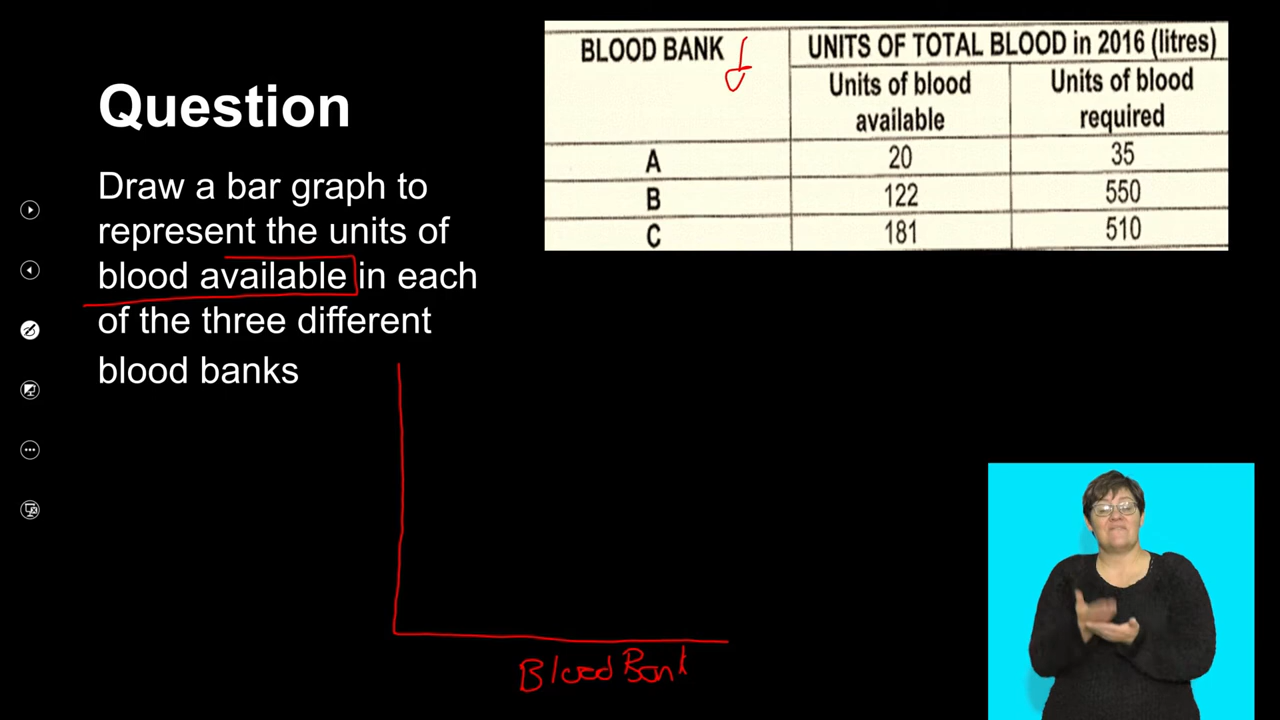 Question
Draw a bar graph to
represent the units of
blood available in each
of the three different
blood banks
BLOOD BANK
UNITS OF TOTAL BLOOD in 2016 (litres)
Units of blood
available
Units of blood
required
A 20 35
B 122 550
C 181 510
Blood Bank